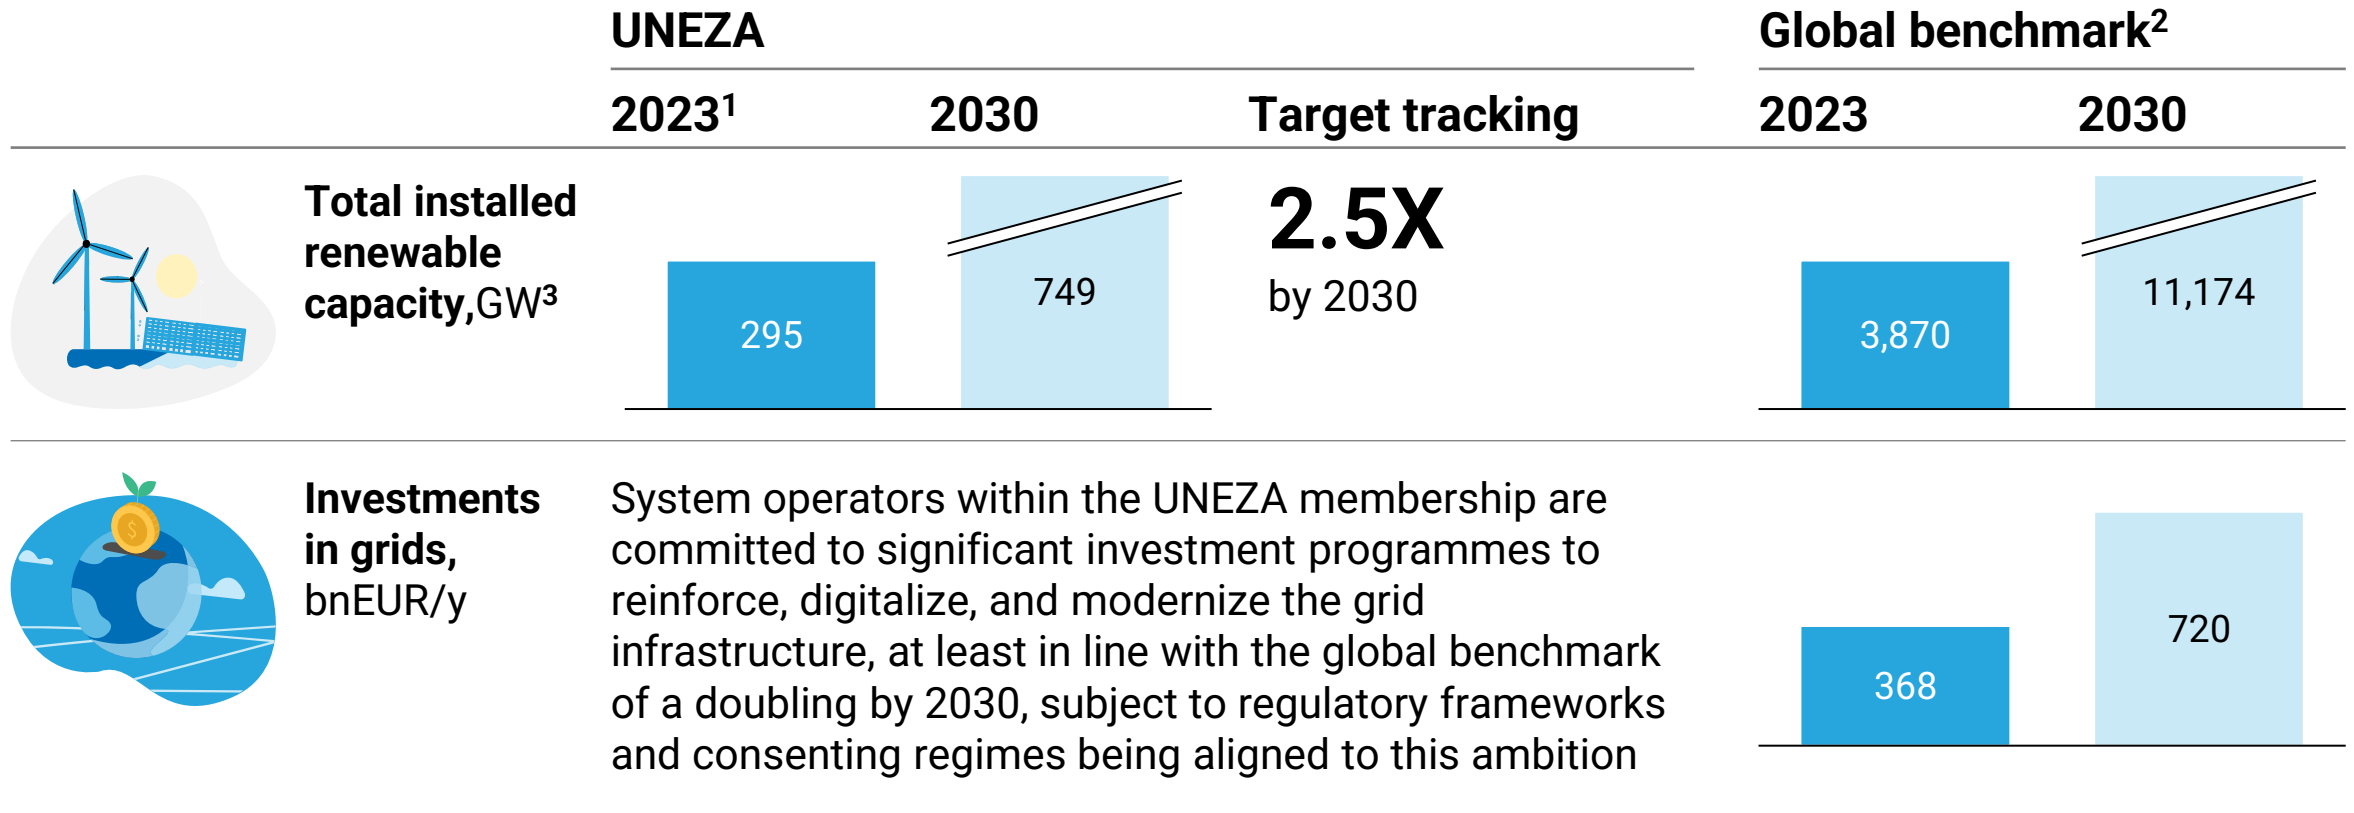 UNEZA
Global benchmark²
2023¹
2030
Target tracking
2023
2030
Total installed
renewable
capacity,GW³
295
749
2.5X
by 2030
3,870
11,174
Investments
in grids,
bnEUR/y
$
System operators within the UNEZA membership are
committed to significant investment programmes to
reinforce, digitalize, and modernize the grid
infrastructure, at least in line with the global benchmark
of a doubling by 2030, subject to regulatory frameworks
and consenting regimes being aligned to this ambition
368
720